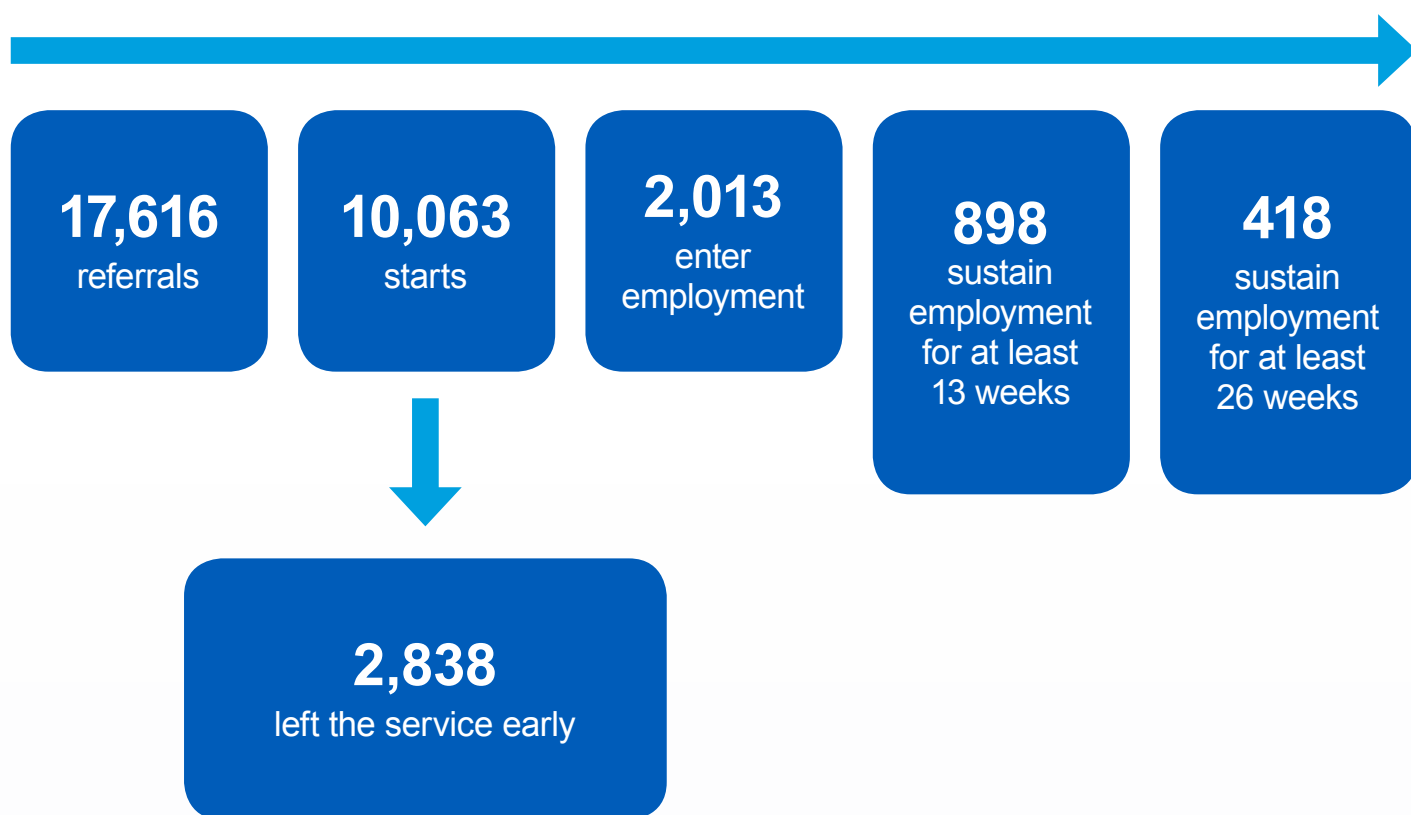 17,616
referrals
10,063
starts
2,013
enter
employment
898
sustain
employment
for at least
13 weeks
418
sustain
employment
for at least
26 weeks
2,838
left the service early